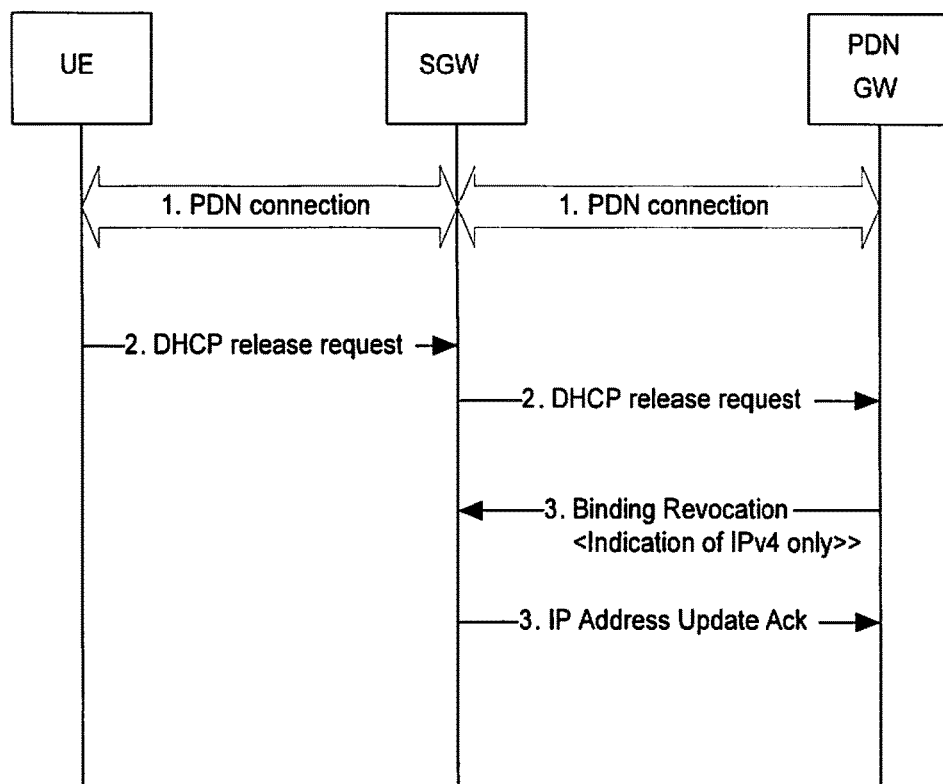 UE
SGW
PDN
GW
1. PDN connection
1. PDN connection
2. DHCP release request
2. DHCP release request
3. Binding Revocation
<Indication of IPv4 only>>
3. IP Address Update Ack